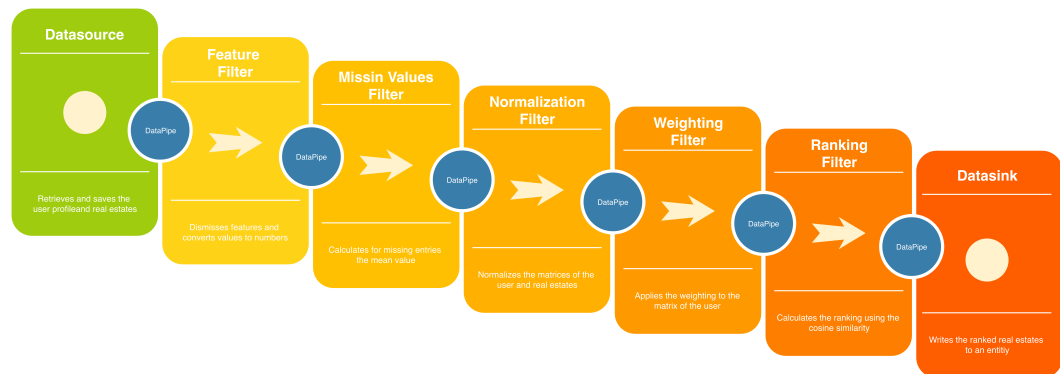 Datasource
Retrieves and saves the
user profileand real estates
DataPipe
Feature
Filter
Dismisses features and
converts values to numbers
DataPipe
Missin Values
Filter
Calculates for missing entries
the mean value
DataPipe
Normalization
Filter
Normalizes the matrices of the
user and real estates
DataPipe
Weighting
Filter
Applies the weighting to the
matrix of the user
DataPipe
Ranking
Filter
Calculates the ranking using the
cosine similarity
DataPipe
Datasink
Writes the ranked real estates
to an entitiy